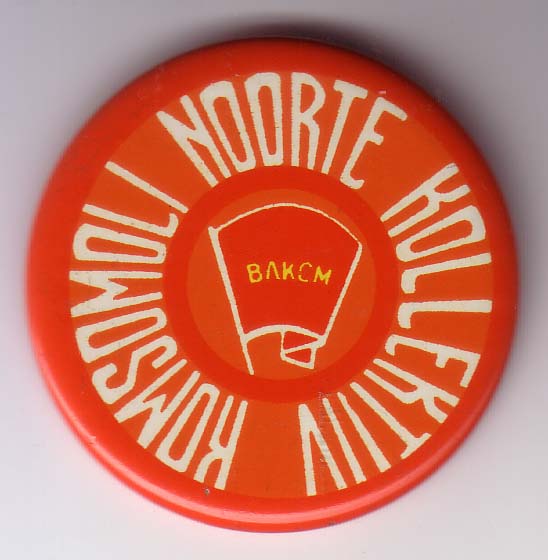 KOMSOMOLI NOORTE KOLLEKTIIV
ВЛКСМ